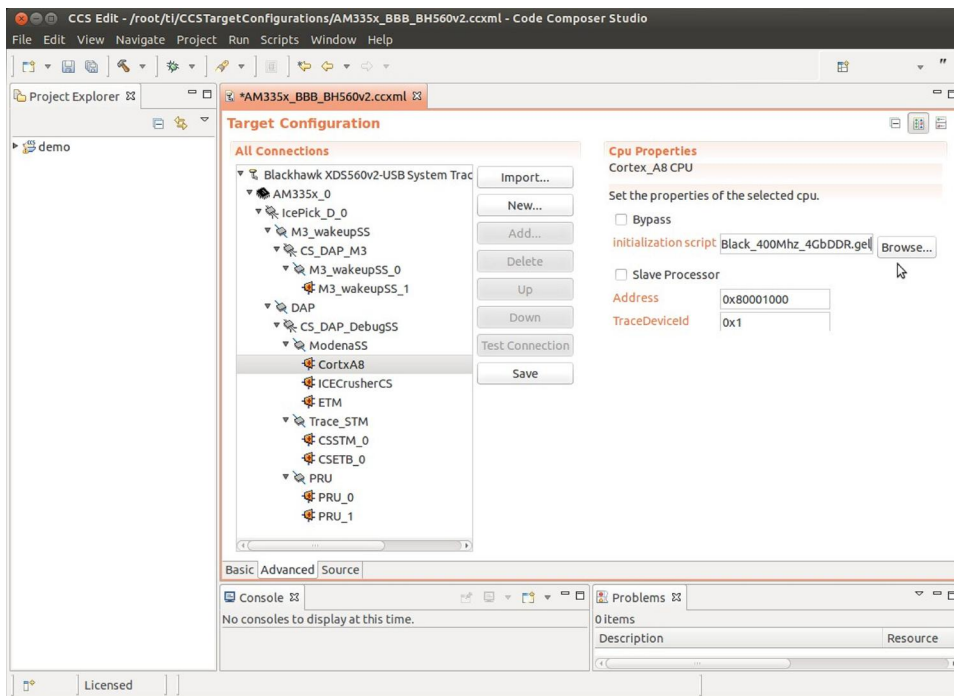 CCS Edit - /root/ti/CCSTargetConfigurations/AM335x_BBB_BH560v2.ccxml - Code Composer Studio
File Edit View Navigate Project Run Scripts Window Help
Project Explorer
demo
*AM335x_BBB_BH560v2.ccxml
Target Configuration
All Connections
Blackhawk XDS560v2-USB System Trac
AM335x_0
IcePick_D_0
M3_wakeupSS
CS_DAP_M3
M3_wakeupSS_0
M3_wakeupSS_1
DAP
CS_DAP_DebugSS
ModenaSS
CortxA8
ICECrusherCS
ETM
Trace_STM
CSSTM_0
CSETB_0
PRU
PRU_0
PRU_1
Import...
New...
Add...
Delete
Up
Down
Test Connection
Save
Cpu Properties
Cortex_A8 CPU
Set the properties of the selected cpu.
Bypass
initialization script Black_400Mhz_4GbDDR.gel Browse...
Slave Processor
Address 0x80001000
TraceDeviceId 0x1
Basic Advanced Source
Console
No consoles to display at this time.
Problems
0 items
Description Resource
Licensed